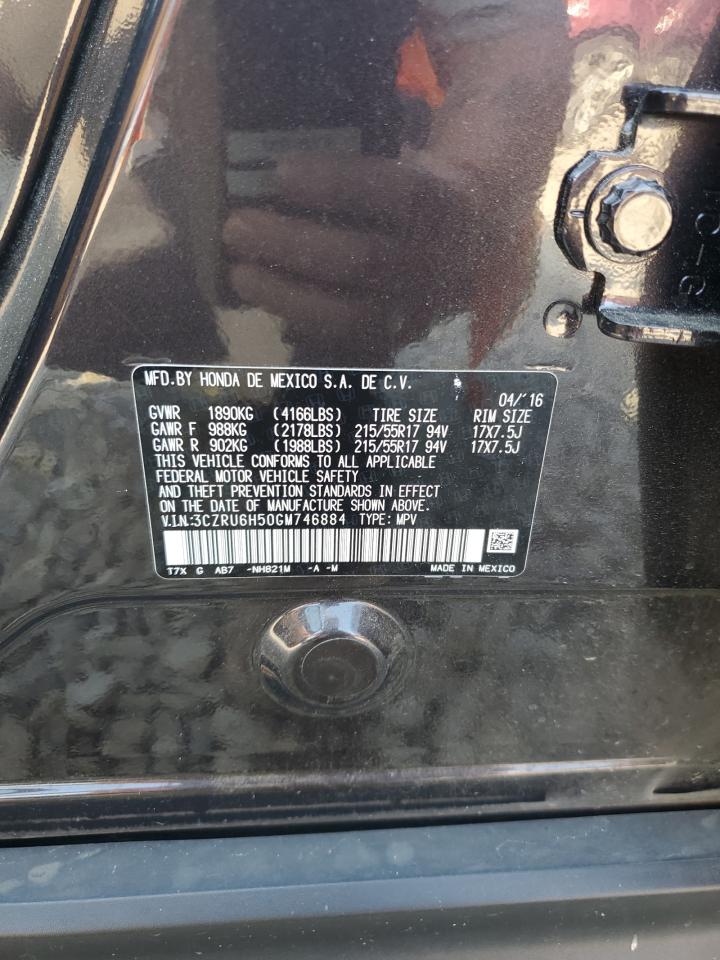 MFD.BY HONDA DE MEXICO S.A. DE C.V.
04/'16
GVWR 1890KG (4166LBS) TIRE SIZE RIM SIZE
GAWR F 988KG (2178LBS) 215/55R17 94V 17X7.5J
GAWR R 902KG (1988LBS) 215/55R17 94V 17X7.5J
THIS VEHICLE CONFORMS TO ALL APPLICABLE
FEDERAL MOTOR VEHICLE SAFETY
AND THEFT PREVENTION STANDARDS IN EFFECT
ON THE DATE OF MANUFACTURE SHOWN ABOVE.
V.I.N.:3CZRU6H50GM746884 TYPE: MPV
T7X G AB7 -NH821M -A -M MADE IN MEXICO